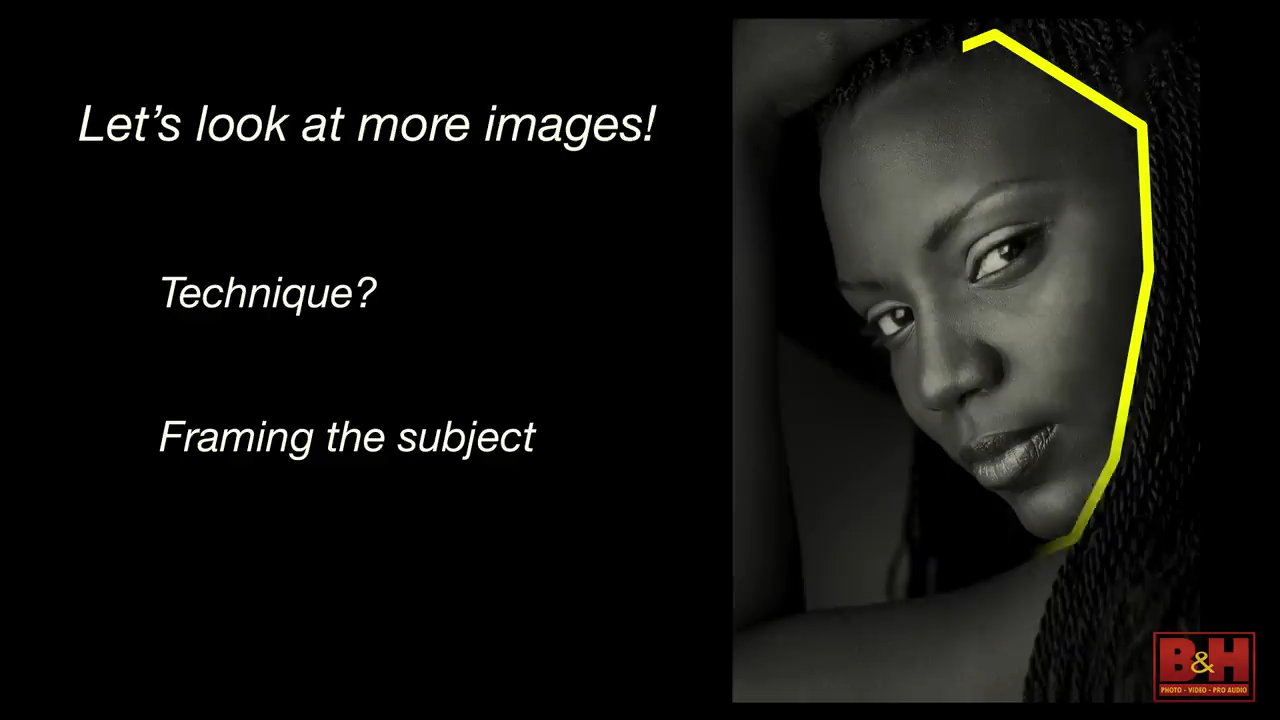 Let's look at more images!
Technique?
Framing the subject
B&H
PHOTO - VIDEO - PRO AUDIO